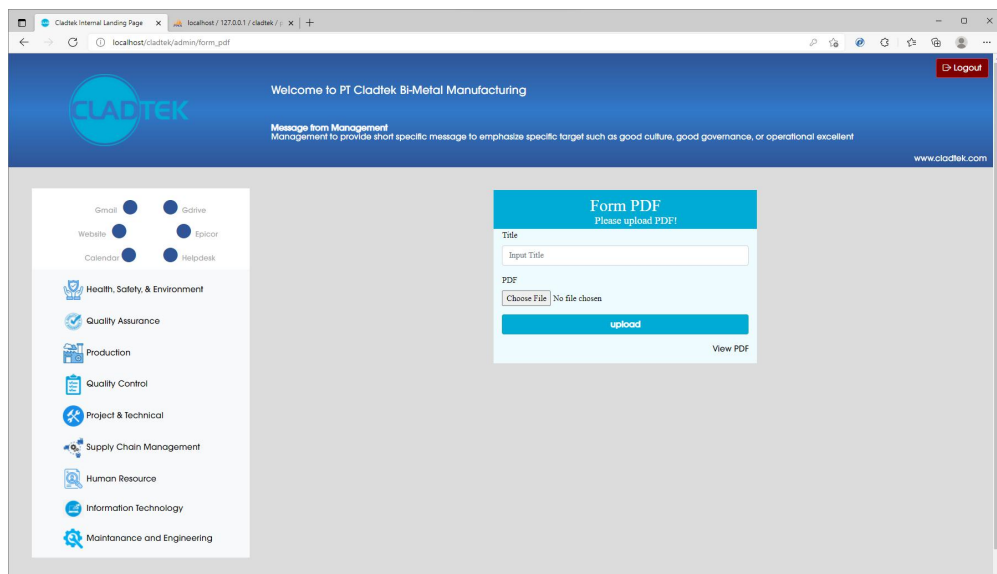 Cladtek Internal Landing Page
localhost / 127.0.0.1 / cladtek / p
localhost/cladtek/admin/form_pdf
Logout
CLADTEK
Welcome to PT Cladtek Bi-Metal Manufacturing
Message from Management
Management to provide short specific message to emphasize specific target such as good culture, good governance, or operational excellent
www.cladtek.com
Gmail Gdrive
Website Epicor
Calendar Helpdesk
Health, Safety, & Environment
Quality Assurance
Production
Quality Control
Project & Technical
Supply Chain Management
Human Resource
Information Technology
Maintanance and Engineering
Form PDF
Please upload PDF!
Title
Input Title
PDF
Choose File No file chosen
upload
View PDF